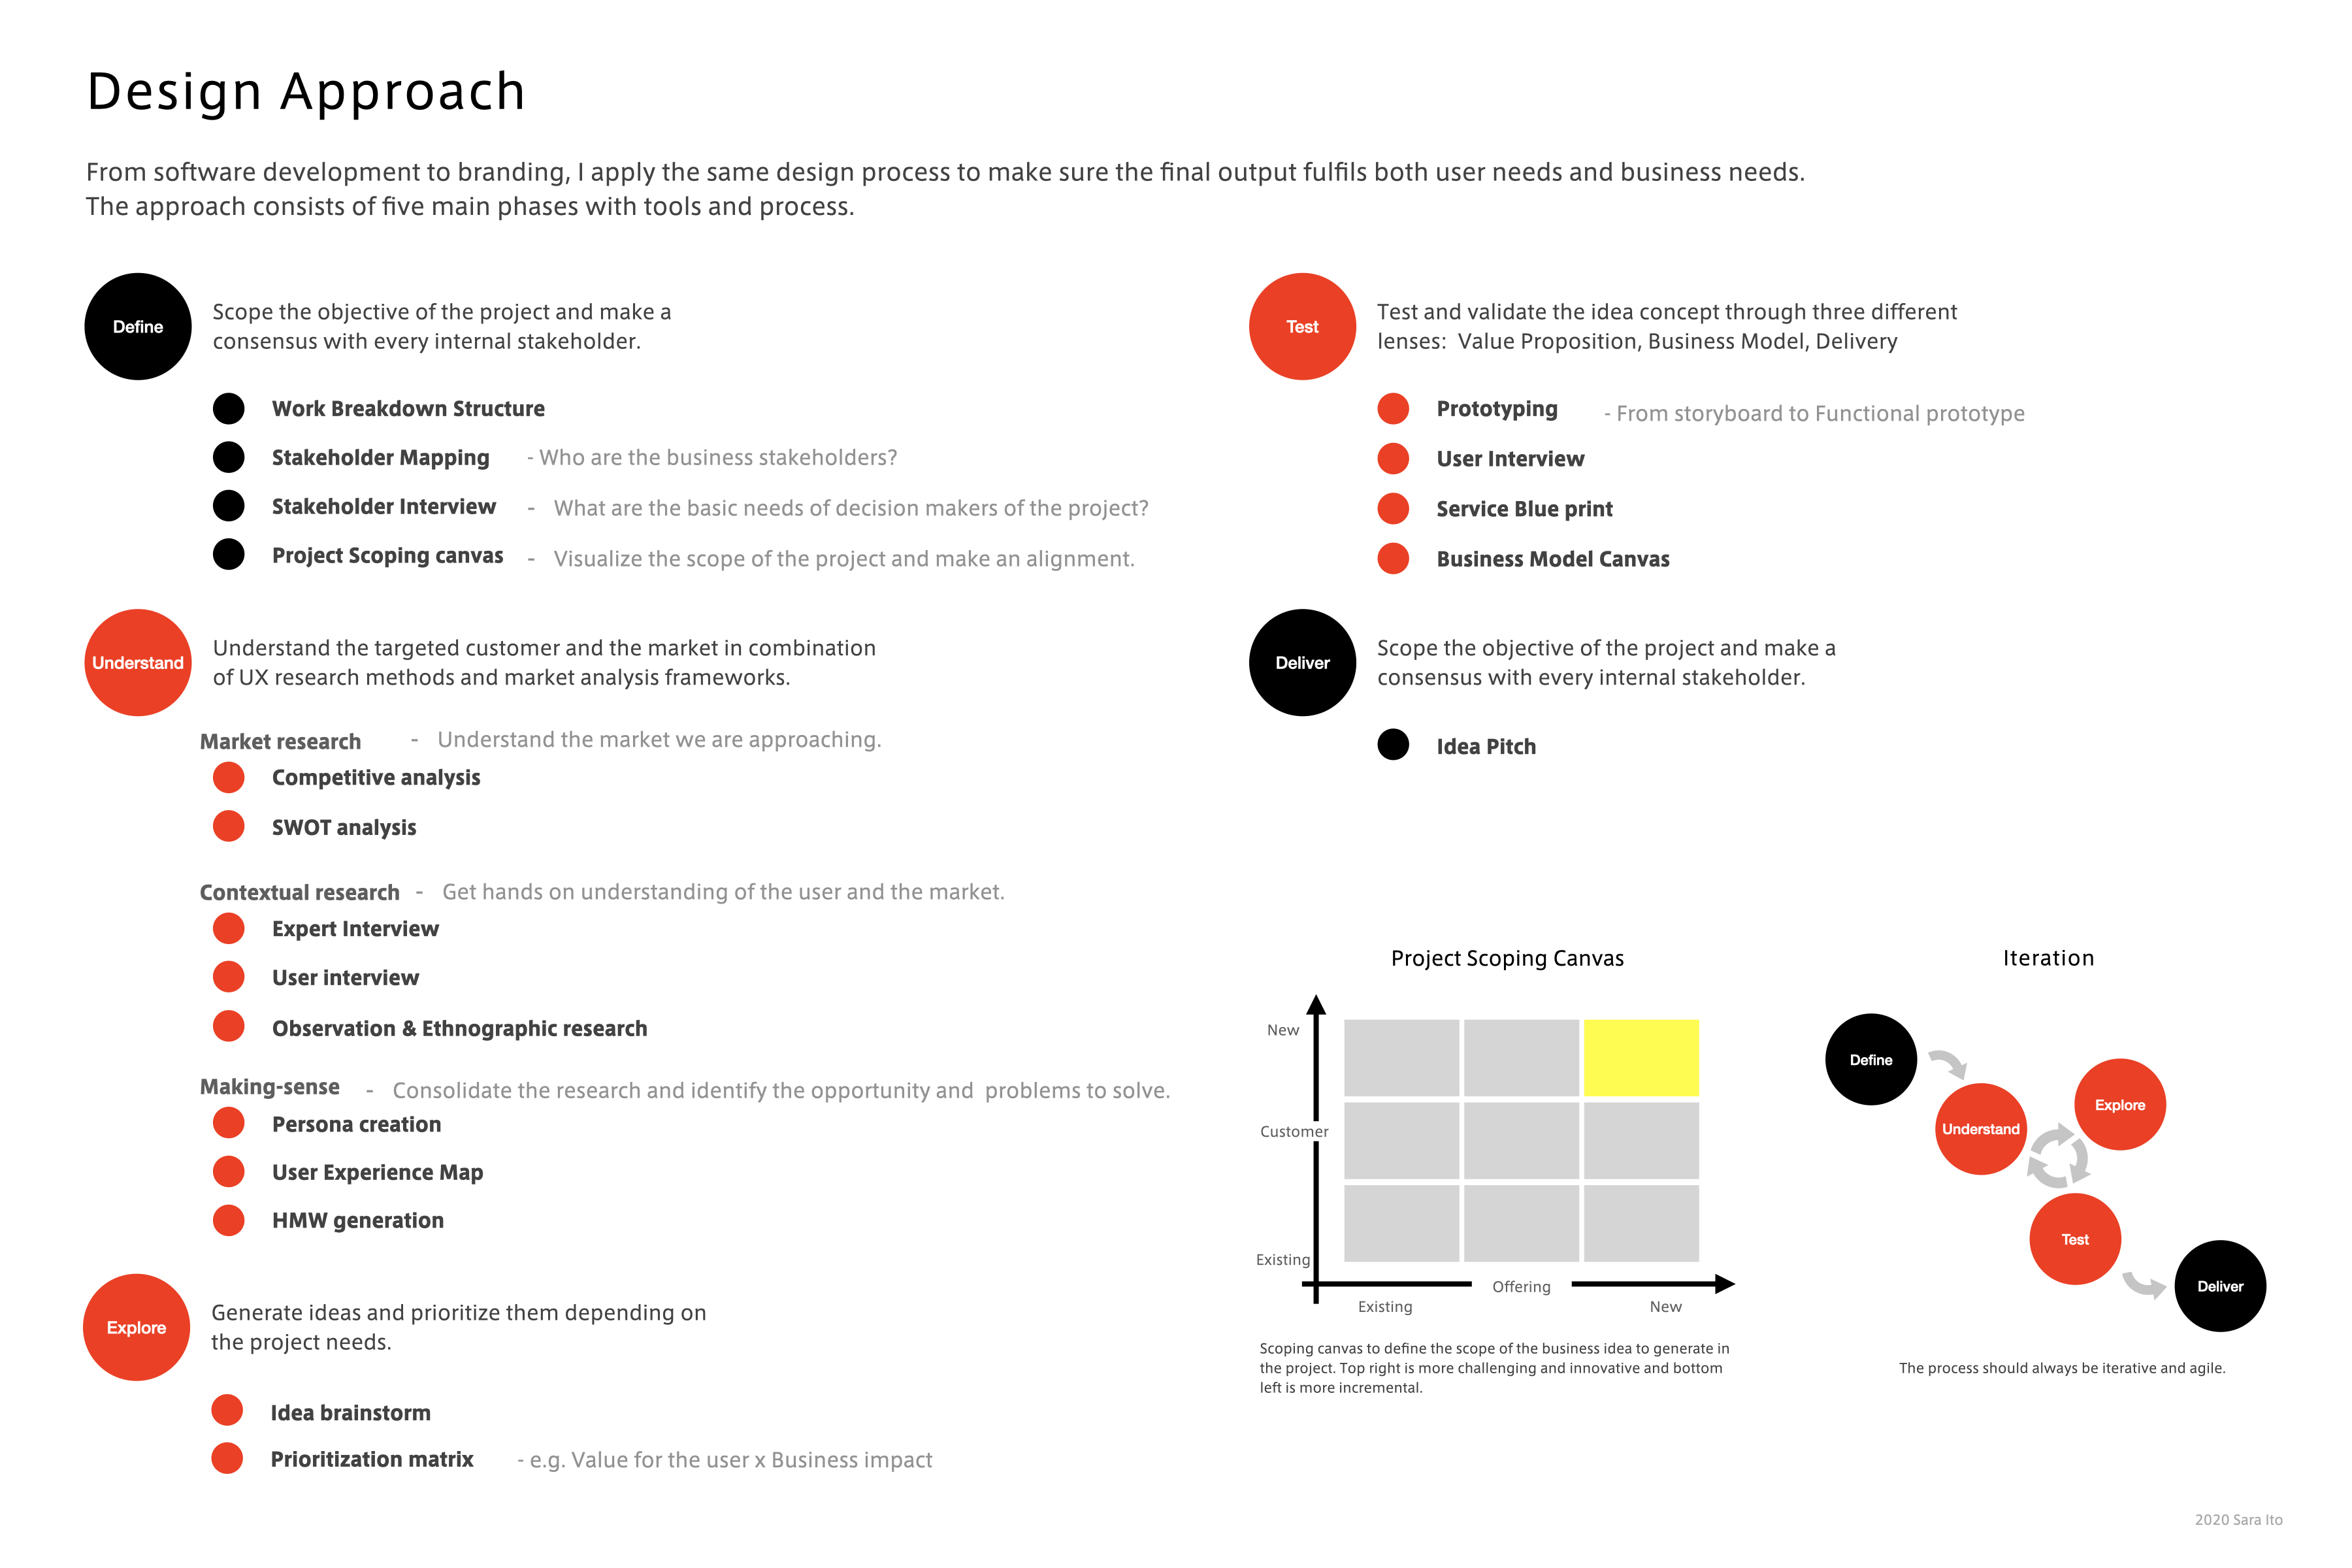 Design Approach
From software development to branding, I apply the same design process to make sure the final output fulfils both user needs and business needs.
The approach consists of five main phases with tools and process.
Define
Scope the objective of the project and make a
consensus with every internal stakeholder.
Work Breakdown Structure
Stakeholder Mapping - Who are the business stakeholders?
Stakeholder Interview - What are the basic needs of decision makers of the project?
Project Scoping canvas - Visualize the scope of the project and make an alignment.
Understand
Understand the targeted customer and the market in combination
of UX research methods and market analysis frameworks.
Market research - Understand the market we are approaching.
Competitive analysis
SWOT analysis
Contextual research - Get hands on understanding of the user and the market.
Expert Interview
User interview
Observation & Ethnographic research
Making-sense - Consolidate the research and identify the opportunity and problems to solve.
Persona creation
User Experience Map
HMW generation
Explore
Generate ideas and prioritize them depending on
the project needs.
Idea brainstorm
Prioritization matrix - e.g. Value for the user x Business impact
Test
Test and validate the idea concept through three different
lenses: Value Proposition, Business Model, Delivery
Prototyping - From storyboard to Functional prototype
User Interview
Service Blue print
Business Model Canvas
Deliver
Scope the objective of the project and make a
consensus with every internal stakeholder.
Idea Pitch
Project Scoping Canvas
New
Customer
Existing
Offering
Existing
New
Scoping canvas to define the scope of the business idea to generate in
the project. Top right is more challenging and innovative and bottom
left is more incremental.
Iteration
Define
Explore
Understand
Test
Deliver
The process should always be iterative and agile.
2020 Sara Ito